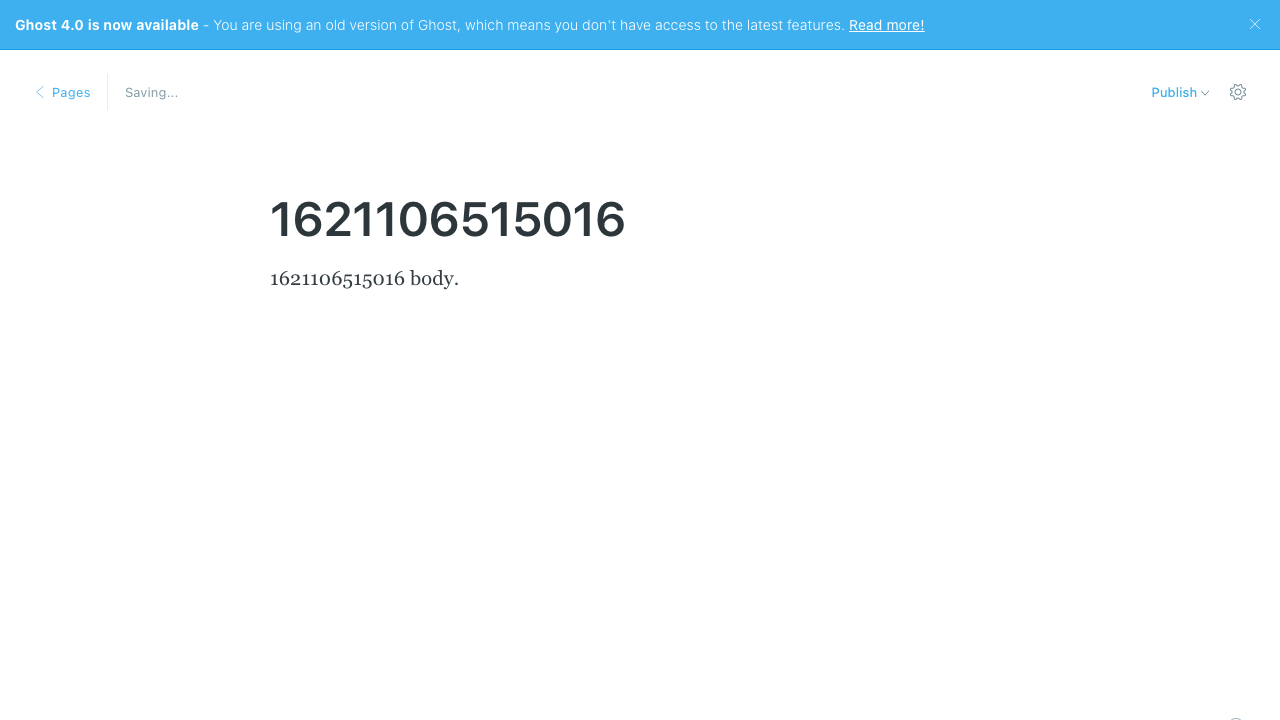 Ghost 4.0 is now available - You are using an old version of Ghost, which means you don't have access to the latest features. Read more!
Pages
Saving...
Publish
1621106515016
1621106515016 body.